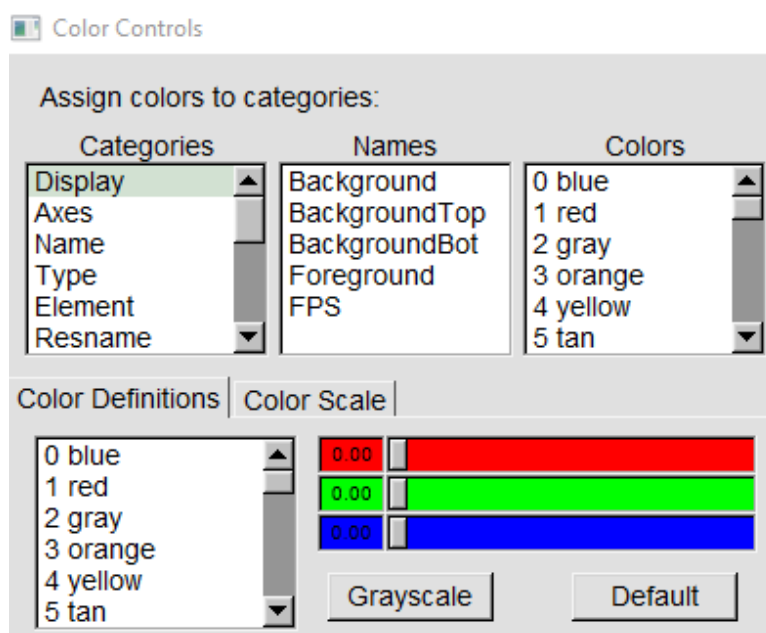 Color Controls
Assign colors to categories:
Categories Names Colors
Display Background 0 blue
Axes BackgroundTop 1 red
Name BackgroundBot 2 gray
Type Foreground 3 orange
Element FPS 4 yellow
Resname 5 tan
Color Definitions Color Scale
0 blue 0.00
1 red 0.00
2 gray 0.00
3 orange
4 yellow Grayscale Default
5 tan